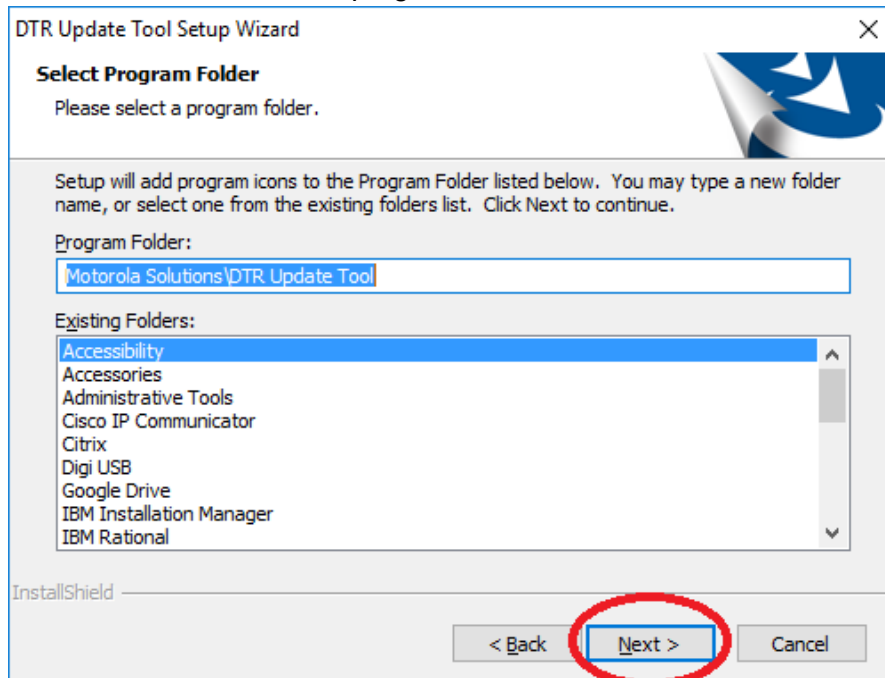 DTR Update Tool Setup Wizard
Select Program Folder
Please select a program folder.
Setup will add program icons to the Program Folder listed below. You may type a new folder
name, or select one from the existing folders list. Click Next to continue.
Program Folder:
Motorola Solutions\DTR Update Tool
Existing Folders:
Accessibility
Accessories
Administrative Tools
Cisco IP Communicator
Citrix
Digi USB
Google Drive
IBM Installation Manager
IBM Rational
InstallShield
< Back
Next >
Cancel